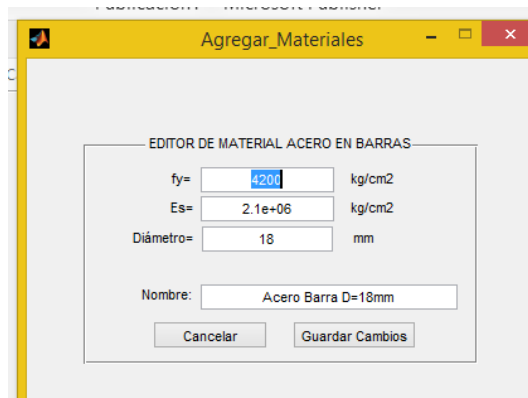 Agregar_Materiales
EDITOR DE MATERIAL ACERO EN BARRAS
fy= 4200 kg/cm2
Es= 2.1e+06 kg/cm2
Diámetro= 18 mm
Nombre: Acero Barra D=18mm
Cancelar Guardar Cambios